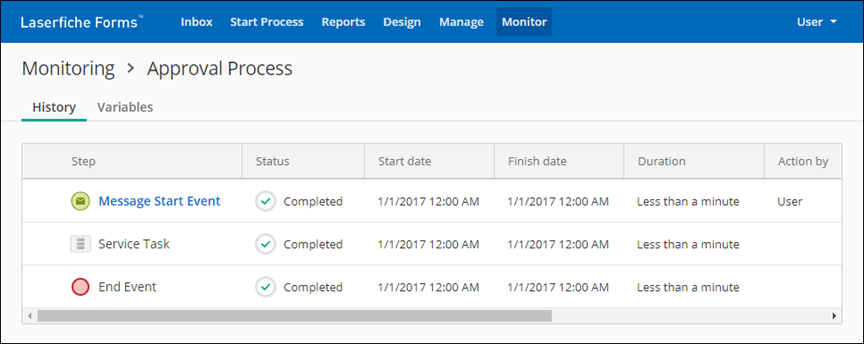 Laserfiche Forms™ Inbox Start Process Reports Design Manage Monitor User
Monitoring > Approval Process
History Variables
Step Status Start date Finish date Duration Action by
Message Start Event Completed 1/1/2017 12:00 AM 1/1/2017 12:00 AM Less than a minute User
Service Task Completed 1/1/2017 12:00 AM 1/1/2017 12:00 AM Less than a minute
End Event Completed 1/1/2017 12:00 AM 1/1/2017 12:00 AM Less than a minute